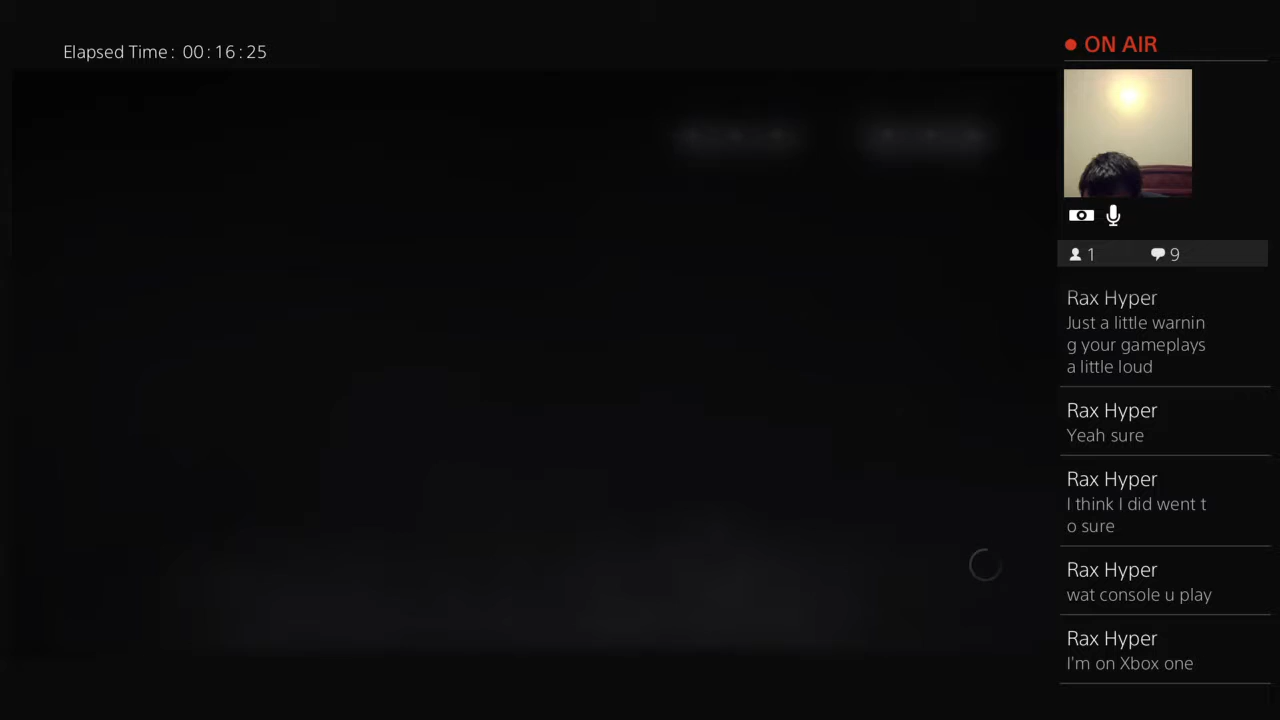 Elapsed Time: 00:16:25
ON AIR
1
9
Rax Hyper
Just a little warnin
g your gameplays
a little loud
Rax Hyper
Yeah sure
Rax Hyper
I think I did went t
o sure
Rax Hyper
wat console u play
Rax Hyper
I'm on Xbox one